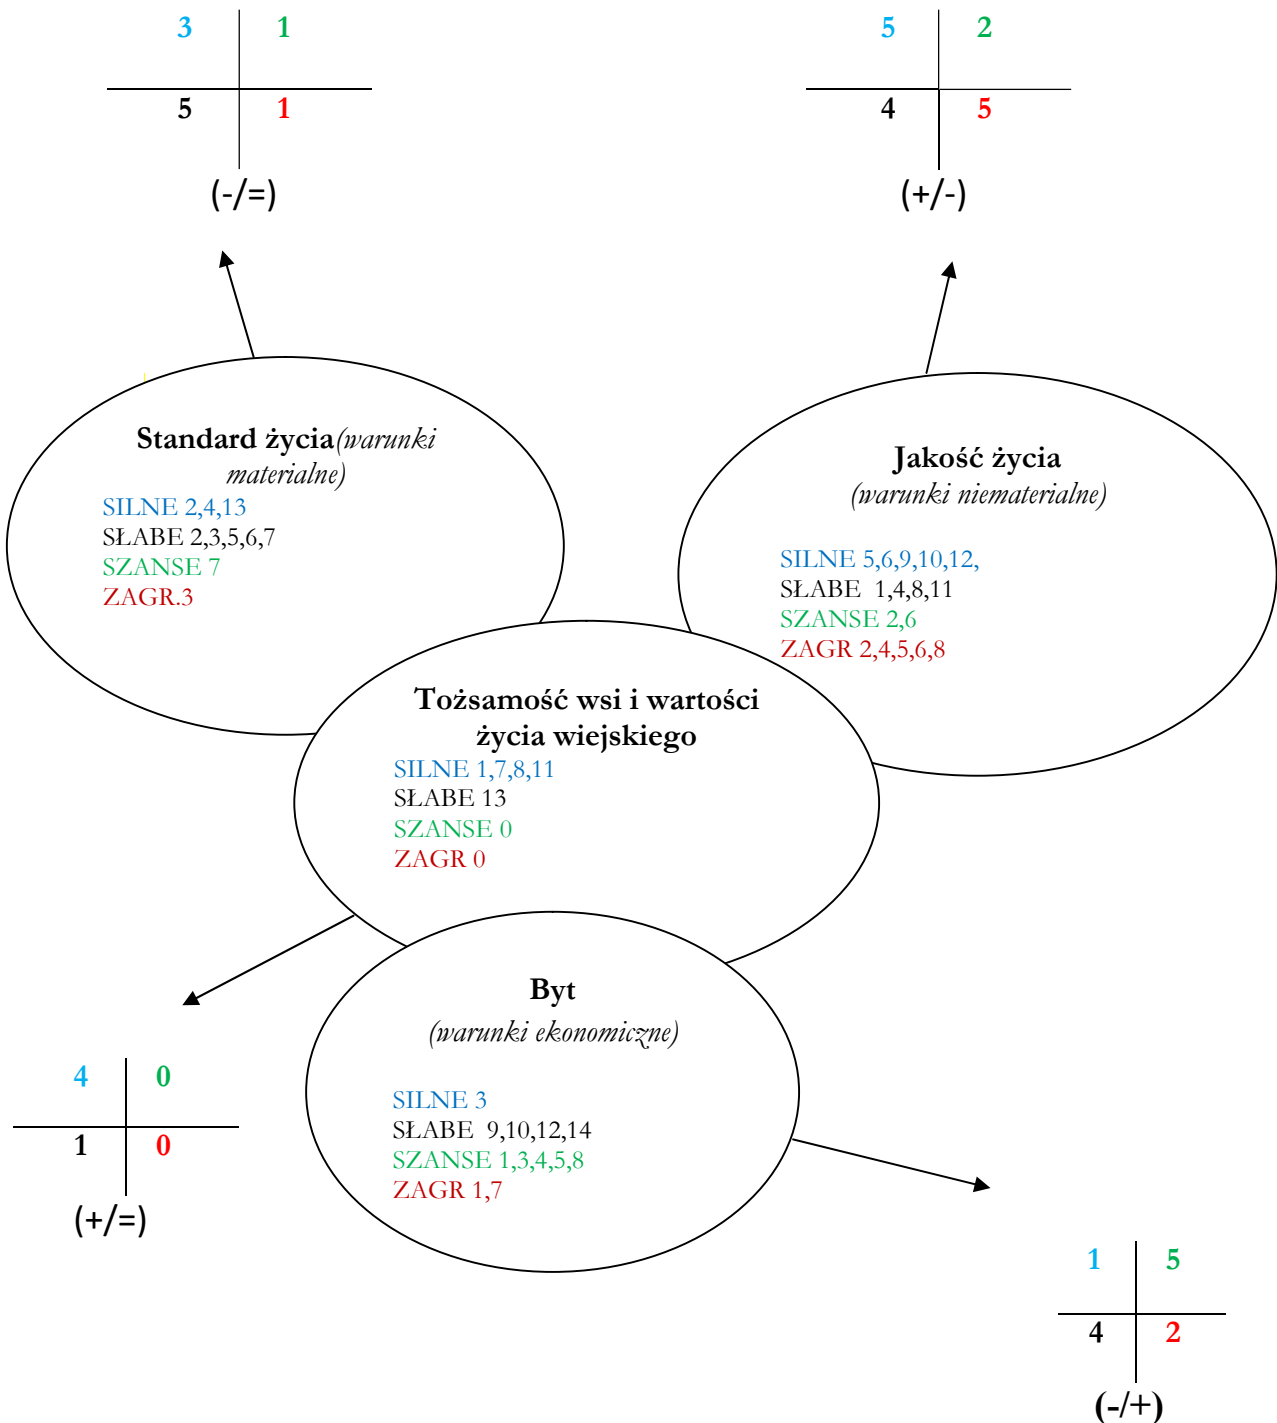 3 1
5 1
(-/=)
5 2
4 5
(+/-)
Standard życia(warunki
materialne)
SILNE 2,4,13
SŁABE 2,3,5,6,7
SZANSE 7
ZAGR.3
Jakość życia
(warunki niematerialne)
SILNE 5,6,9,10,12,
SŁABE 1,4,8,11
SZANSE 2,6
ZAGR 2,4,5,6,8
Tożsamość wsi i wartości
życia wiejskiego
SILNE 1,7,8,11
SŁABE 13
SZANSE 0
ZAGR 0
Byt
(warunki ekonomiczne)
SILNE 3
SŁABE 9,10,12,14
SZANSE 1,3,4,5,8
ZAGR 1,7
4 0
1 0
(+/=)
1 5
4 2
(-/+)